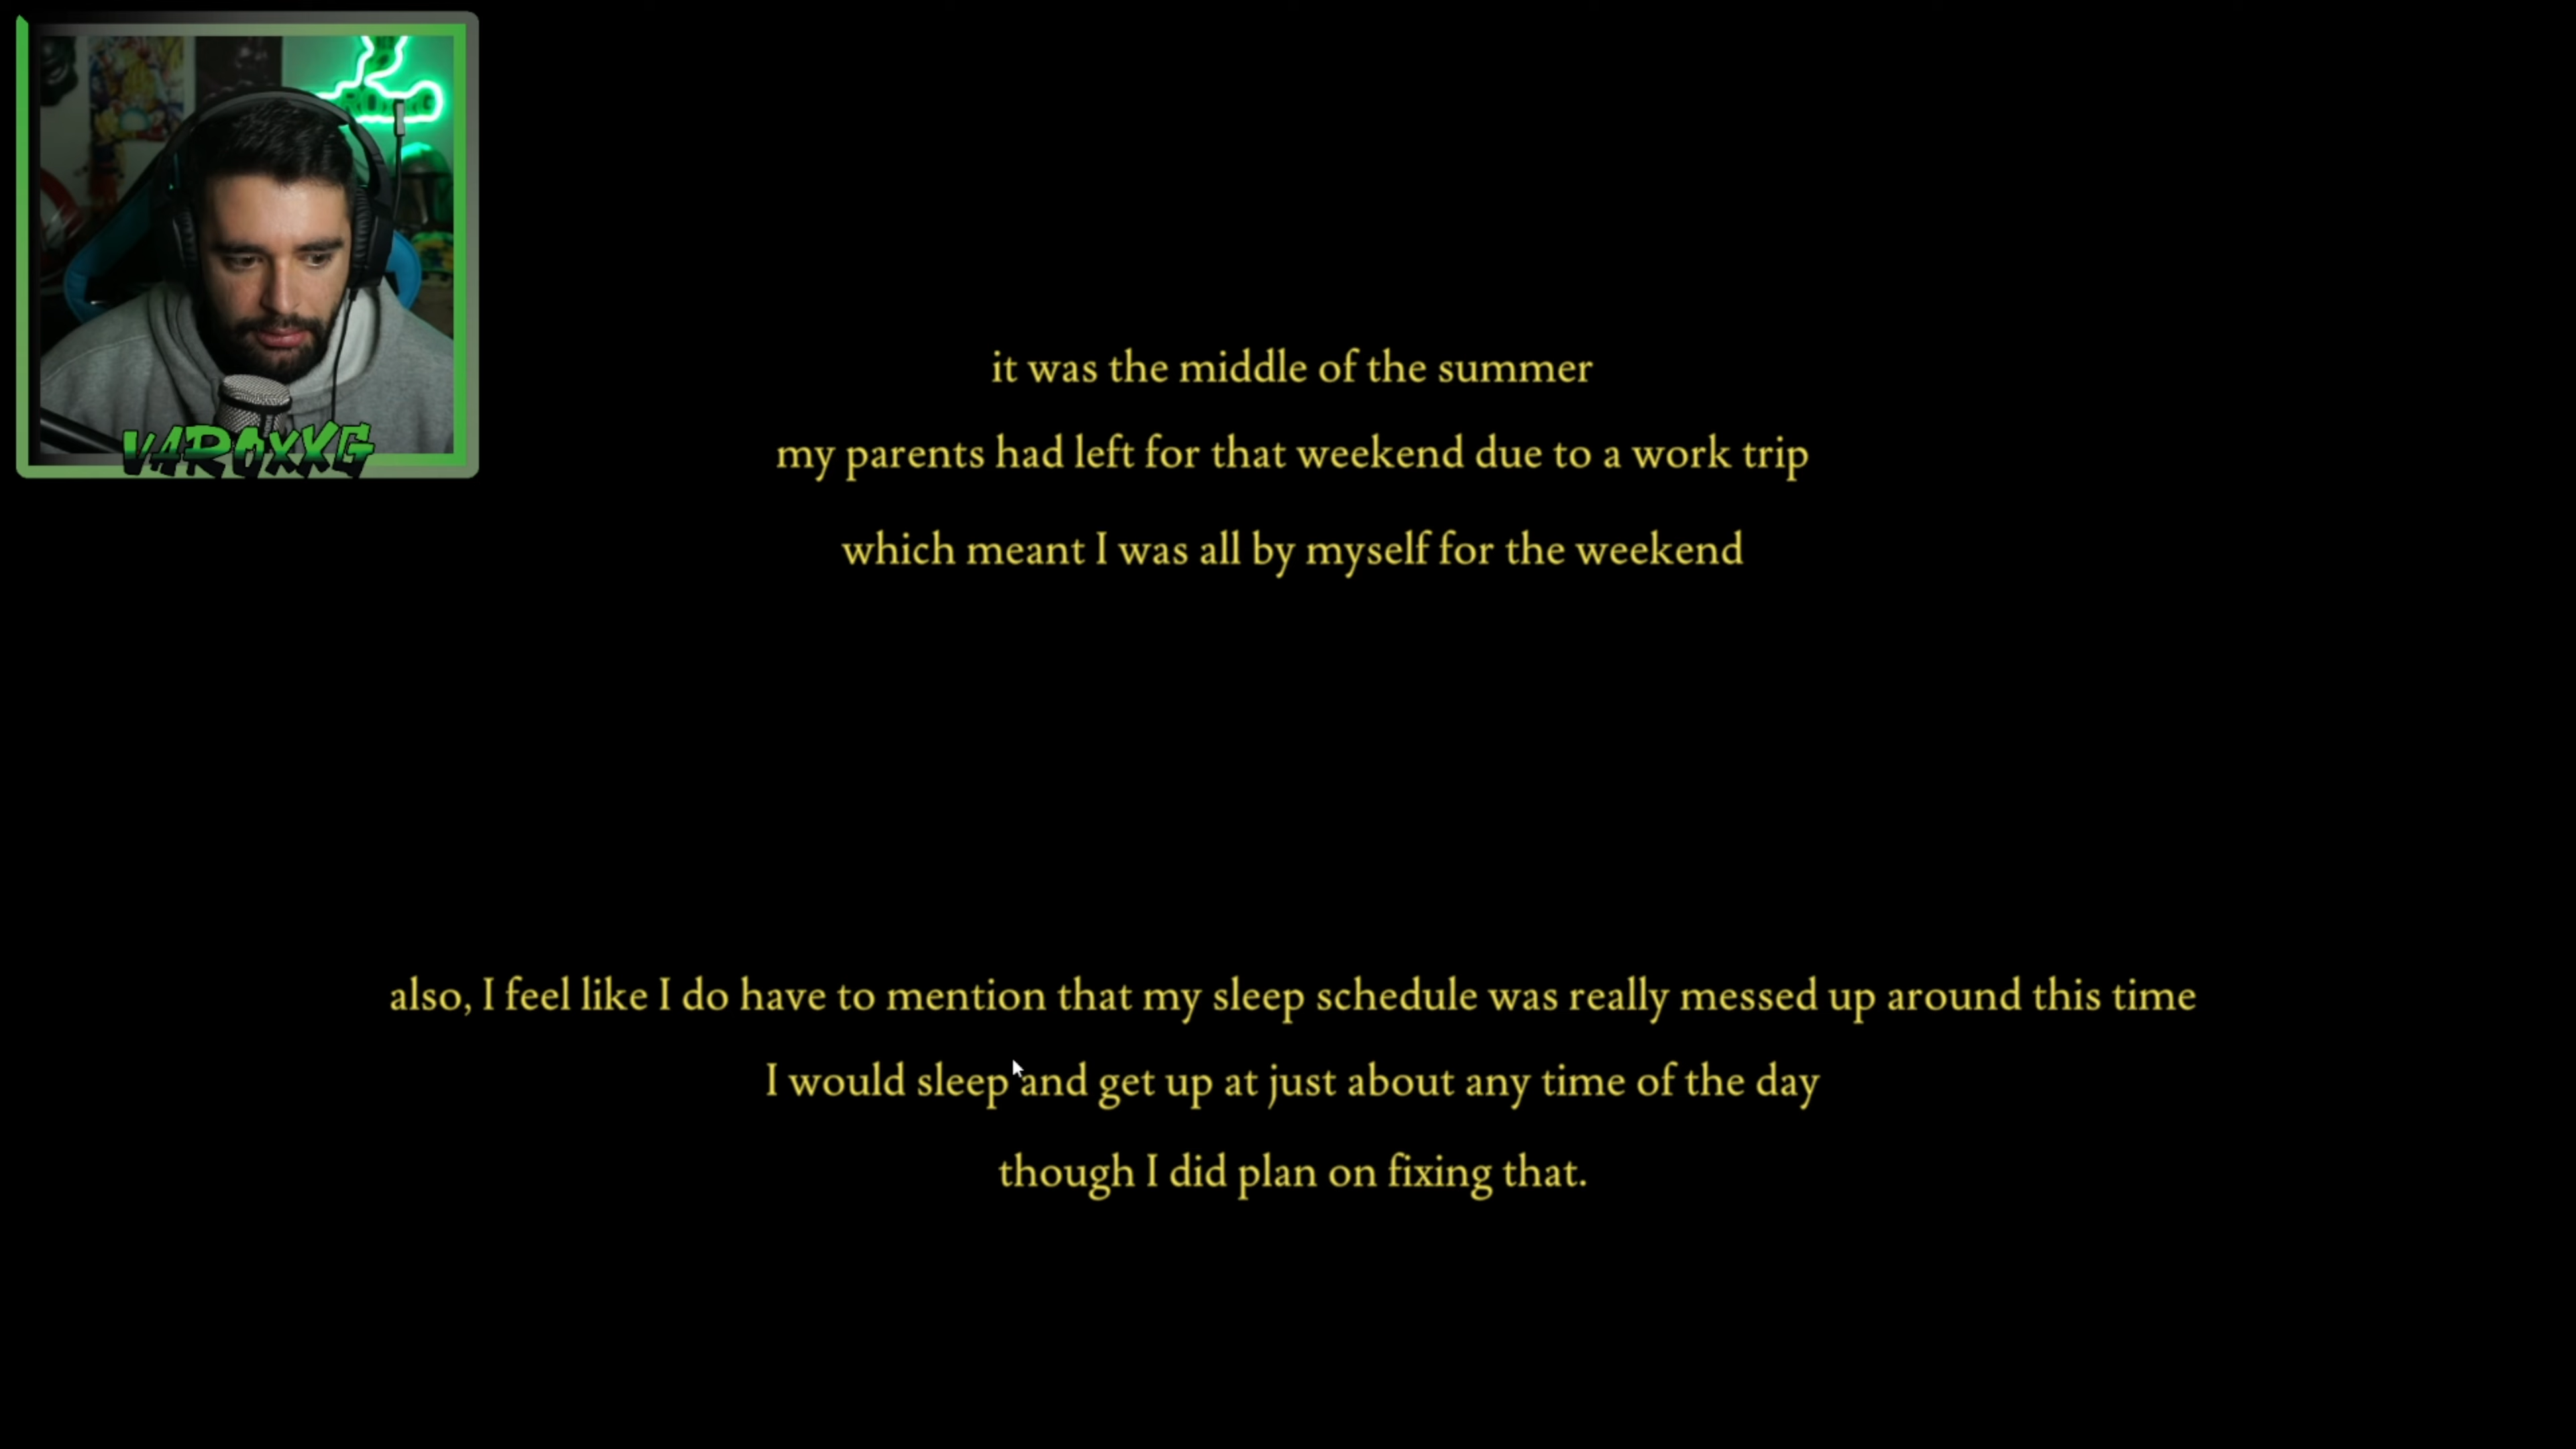 VAROXXG
it was the middle of the summer
my parents had left for that weekend due to a work trip
which meant I was all by myself for the weekend
also, I feel like I do have to mention that my sleep schedule was really messed up around this time
I would sleep and get up at just about any time of the day
though I did plan on fixing that.